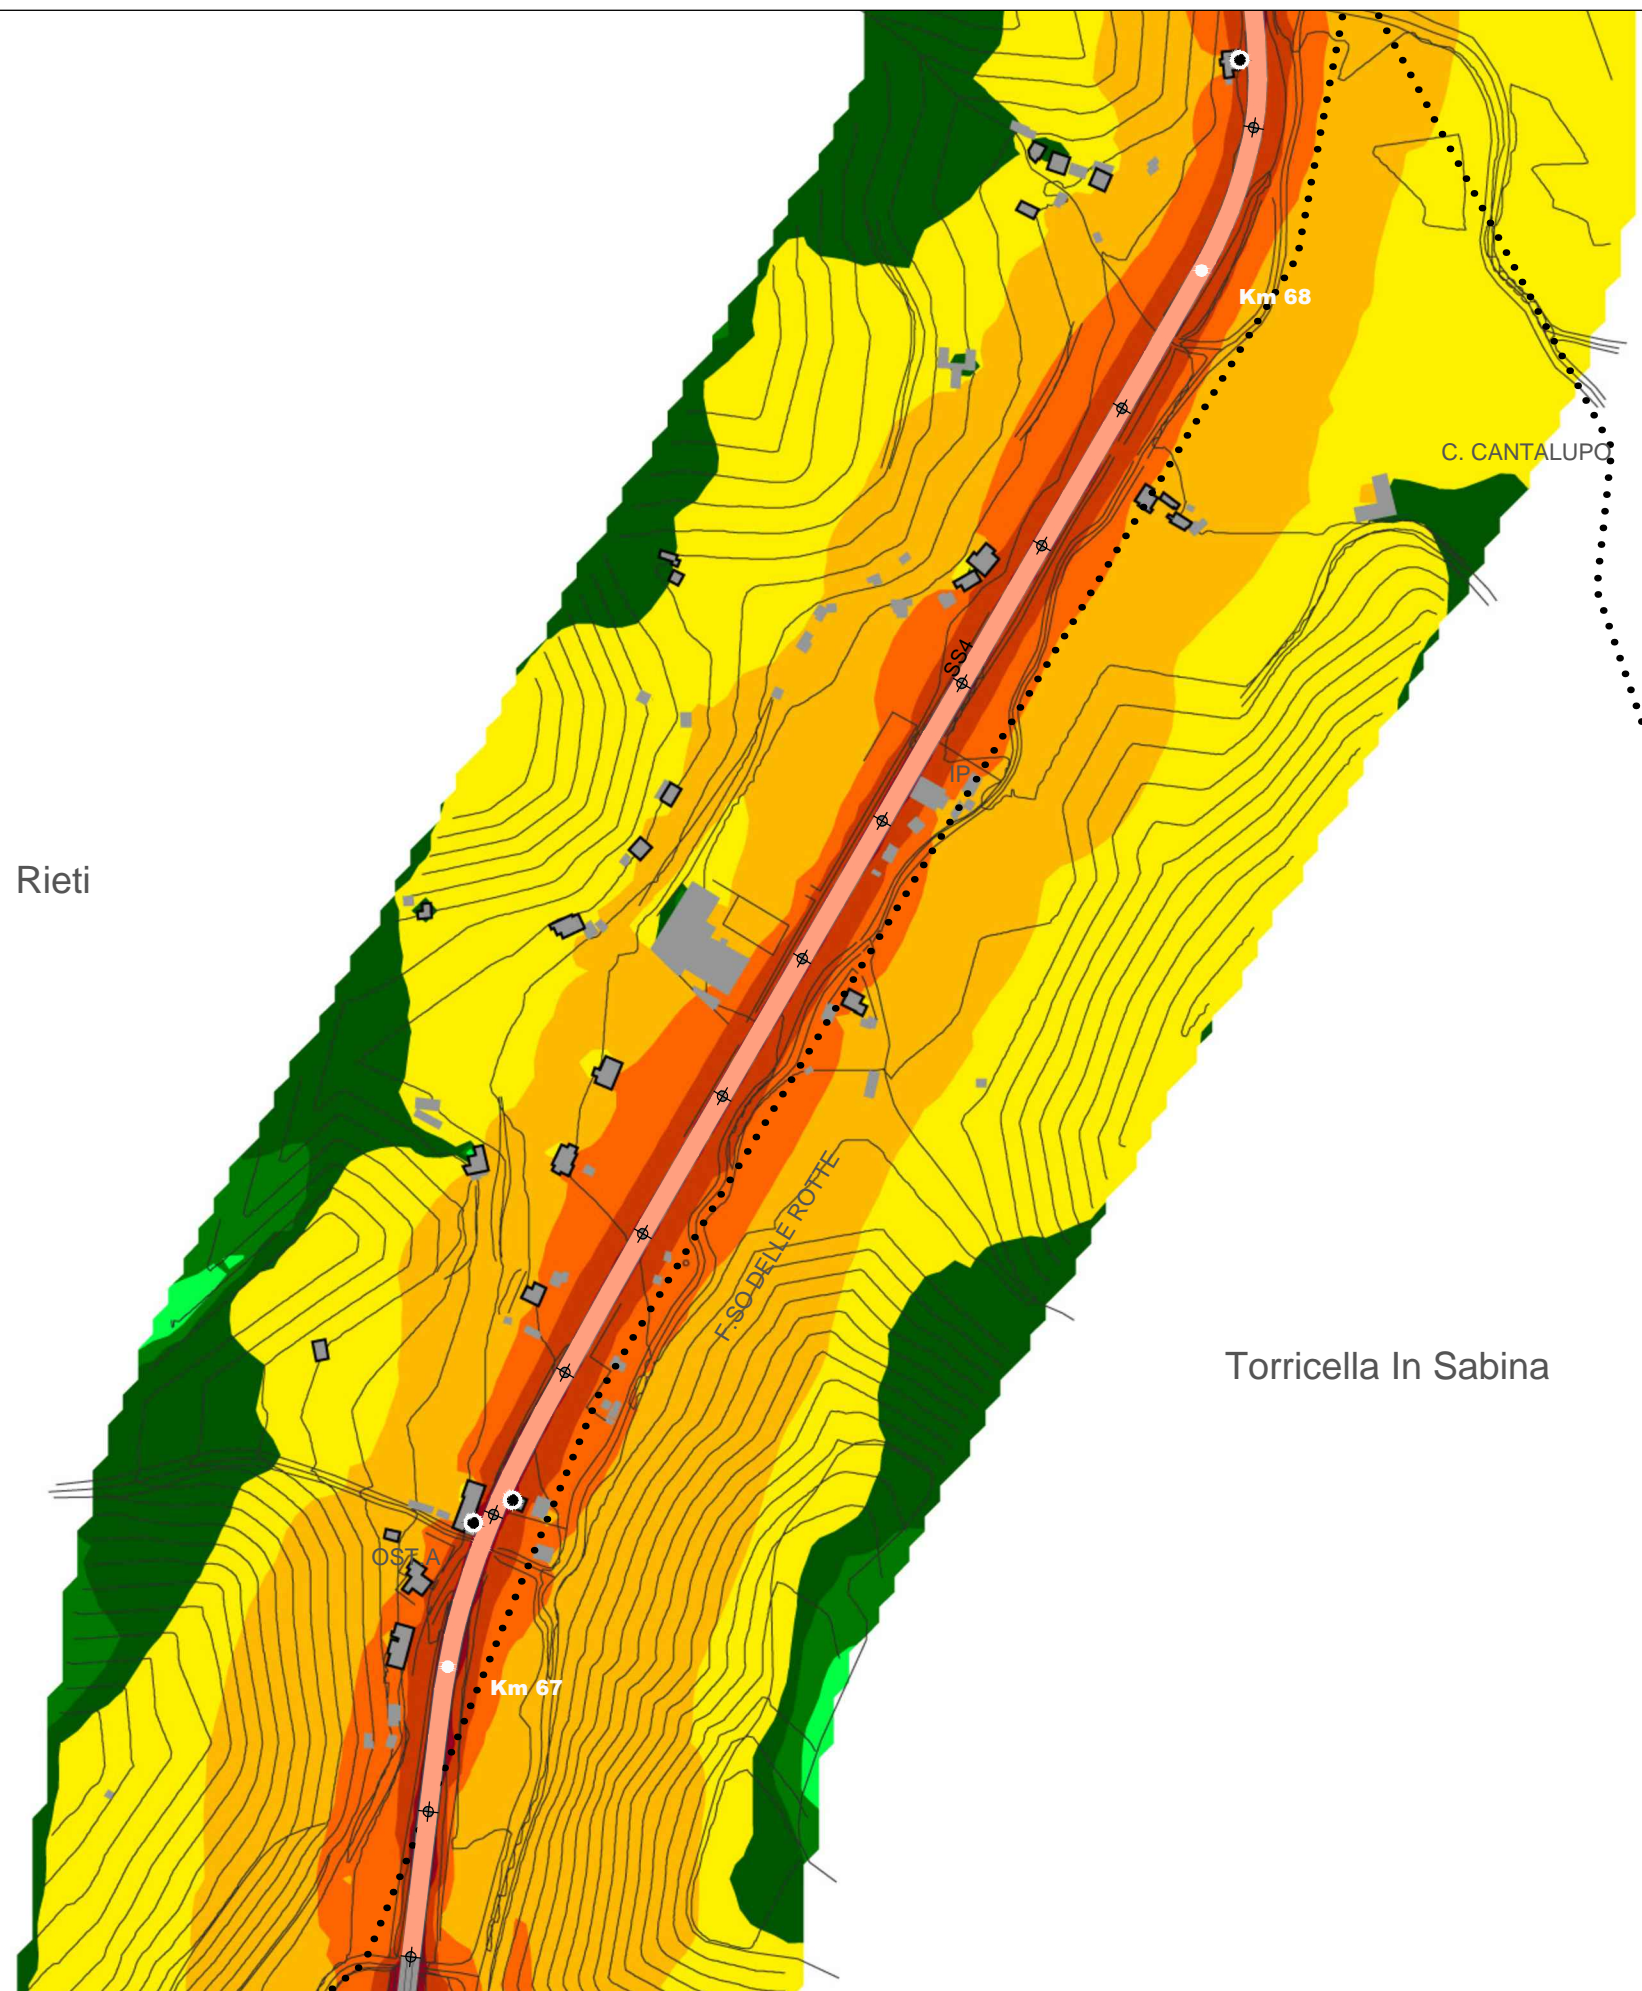 Km 68
C. CANTALUPO
SS4
IP
Rieti
F.SO DELLE ROTTE
Torricella In Sabina
OST.A
Km 67